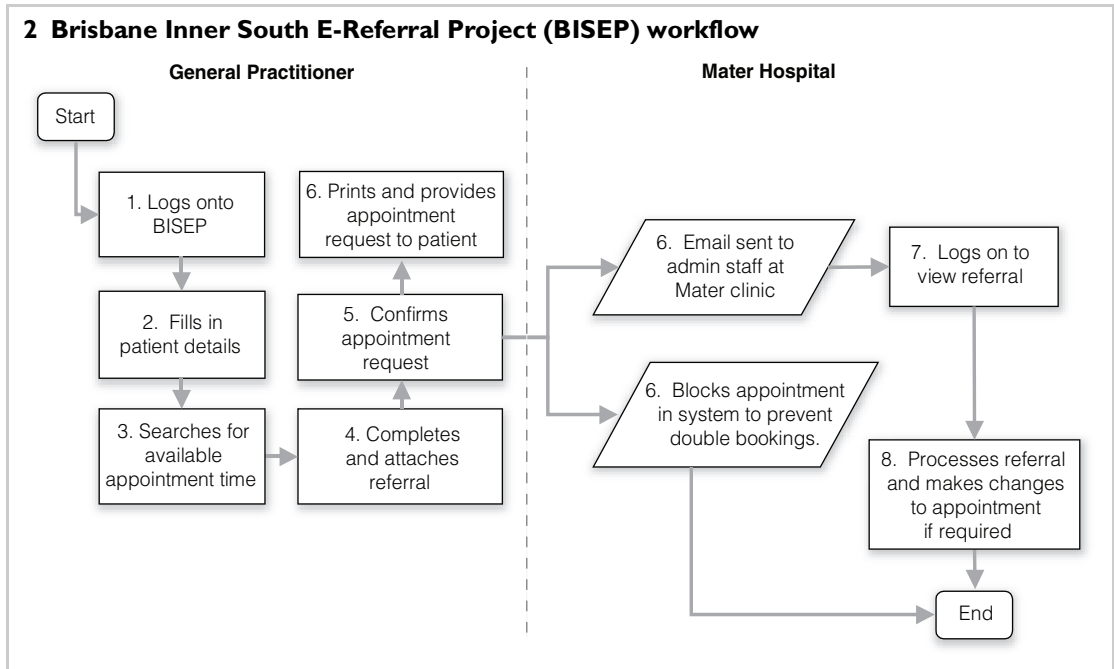 2 Brisbane Inner South E-Referral Project (BISEP) workflow
General Practitioner
Mater Hospital
Start
1. Logs onto
BISEP
2. Fills in
patient details
3. Searches for
available
appointment time
4. Completes
and attaches
referral
5. Confirms
appointment
request
6. Prints and provides
appointment
request to patient
6. Email sent to
admin staff at
Mater clinic
6. Blocks appointment
in system to prevent
double bookings.
7. Logs on to
view referral
8. Processes referral
and makes changes
to appointment
if required
End